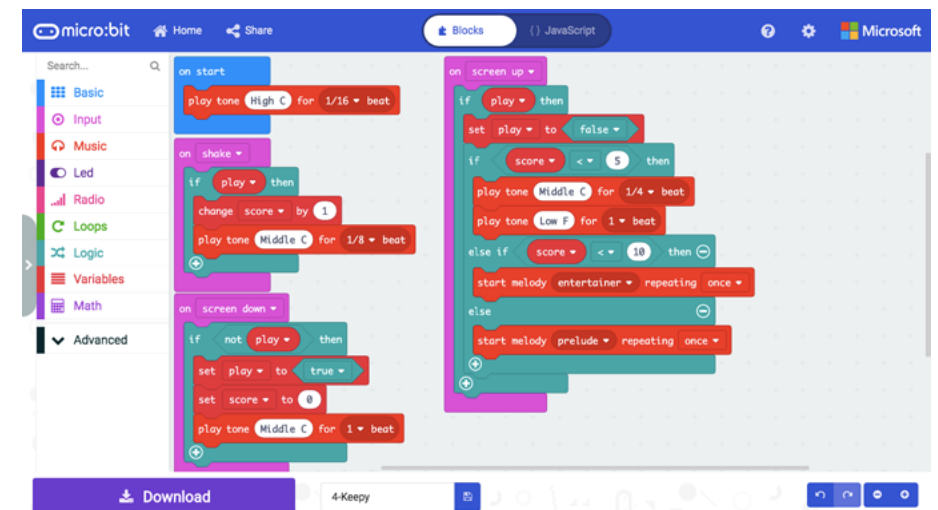 micro:bit Home Share Blocks {} JavaScript ? Microsoft
Search...
Basic
Input
Music
Led
Radio
Loops
Logic
Variables
Math
Advanced
on start
play tone High C for 1/16 beat
on shake
if play then
change score by 1
play tone Middle C for 1/8 beat
on screen down
if not play then
set play to true
set score to 0
play tone Middle C for 1 beat
on screen up
if play then
set play to false
if score < 5 then
play tone Middle C for 1/4 beat
play tone Low F for 1 beat
else if score < 10 then
start melody entertainer repeating once
else
start melody prelude repeating once
Download
4-Keepy